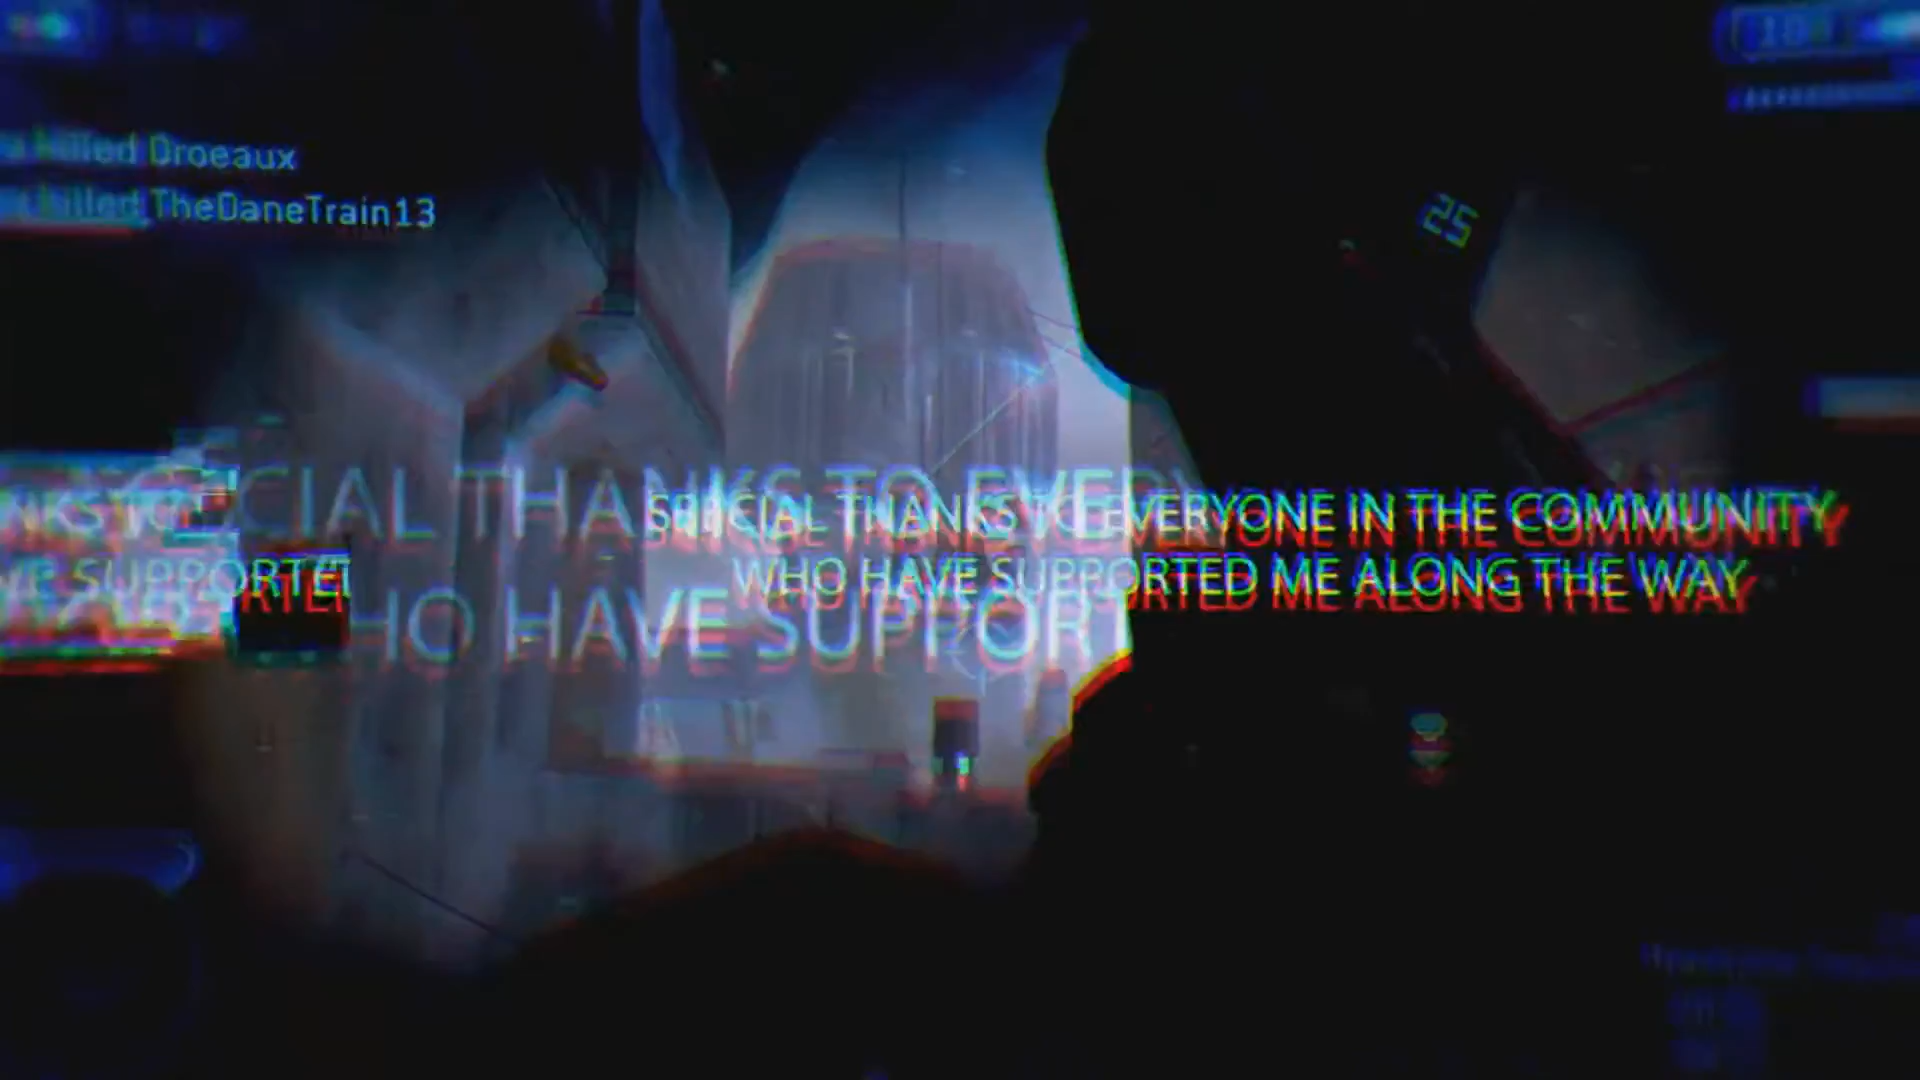 killed Droeaux
killed TheDaneTrain13
25
SPECIAL THANKS TO EVERYONE IN THE COMMUNITY
WHO HAVE SUPPORTED ME ALONG THE WAY